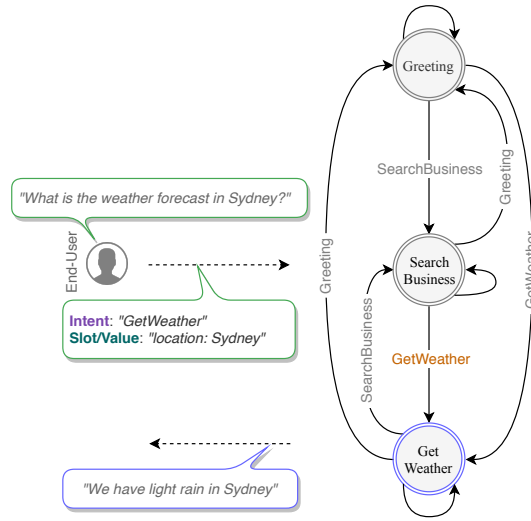 Greeting
SearchBusiness
Greeting
"What is the weather forecast in Sydney?"
End-User
Greeting
Search
Business
GetWeather
Intent: "GetWeather"
Slot/Value: "location: Sydney"
SearchBusiness
GetWeather
Get
Weather
"We have light rain in Sydney"